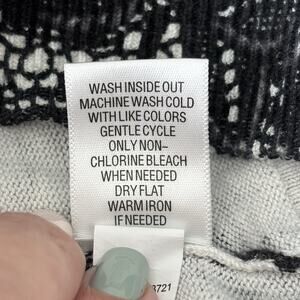 WASH INSIDE OUT
MACHINE WASH COLD
WITH LIKE COLORS
GENTLE CYCLE
ONLY NON-
CHLORINE BLEACH
WHEN NEEDED
DRY FLAT
WARM IRON
IF NEEDED
3721